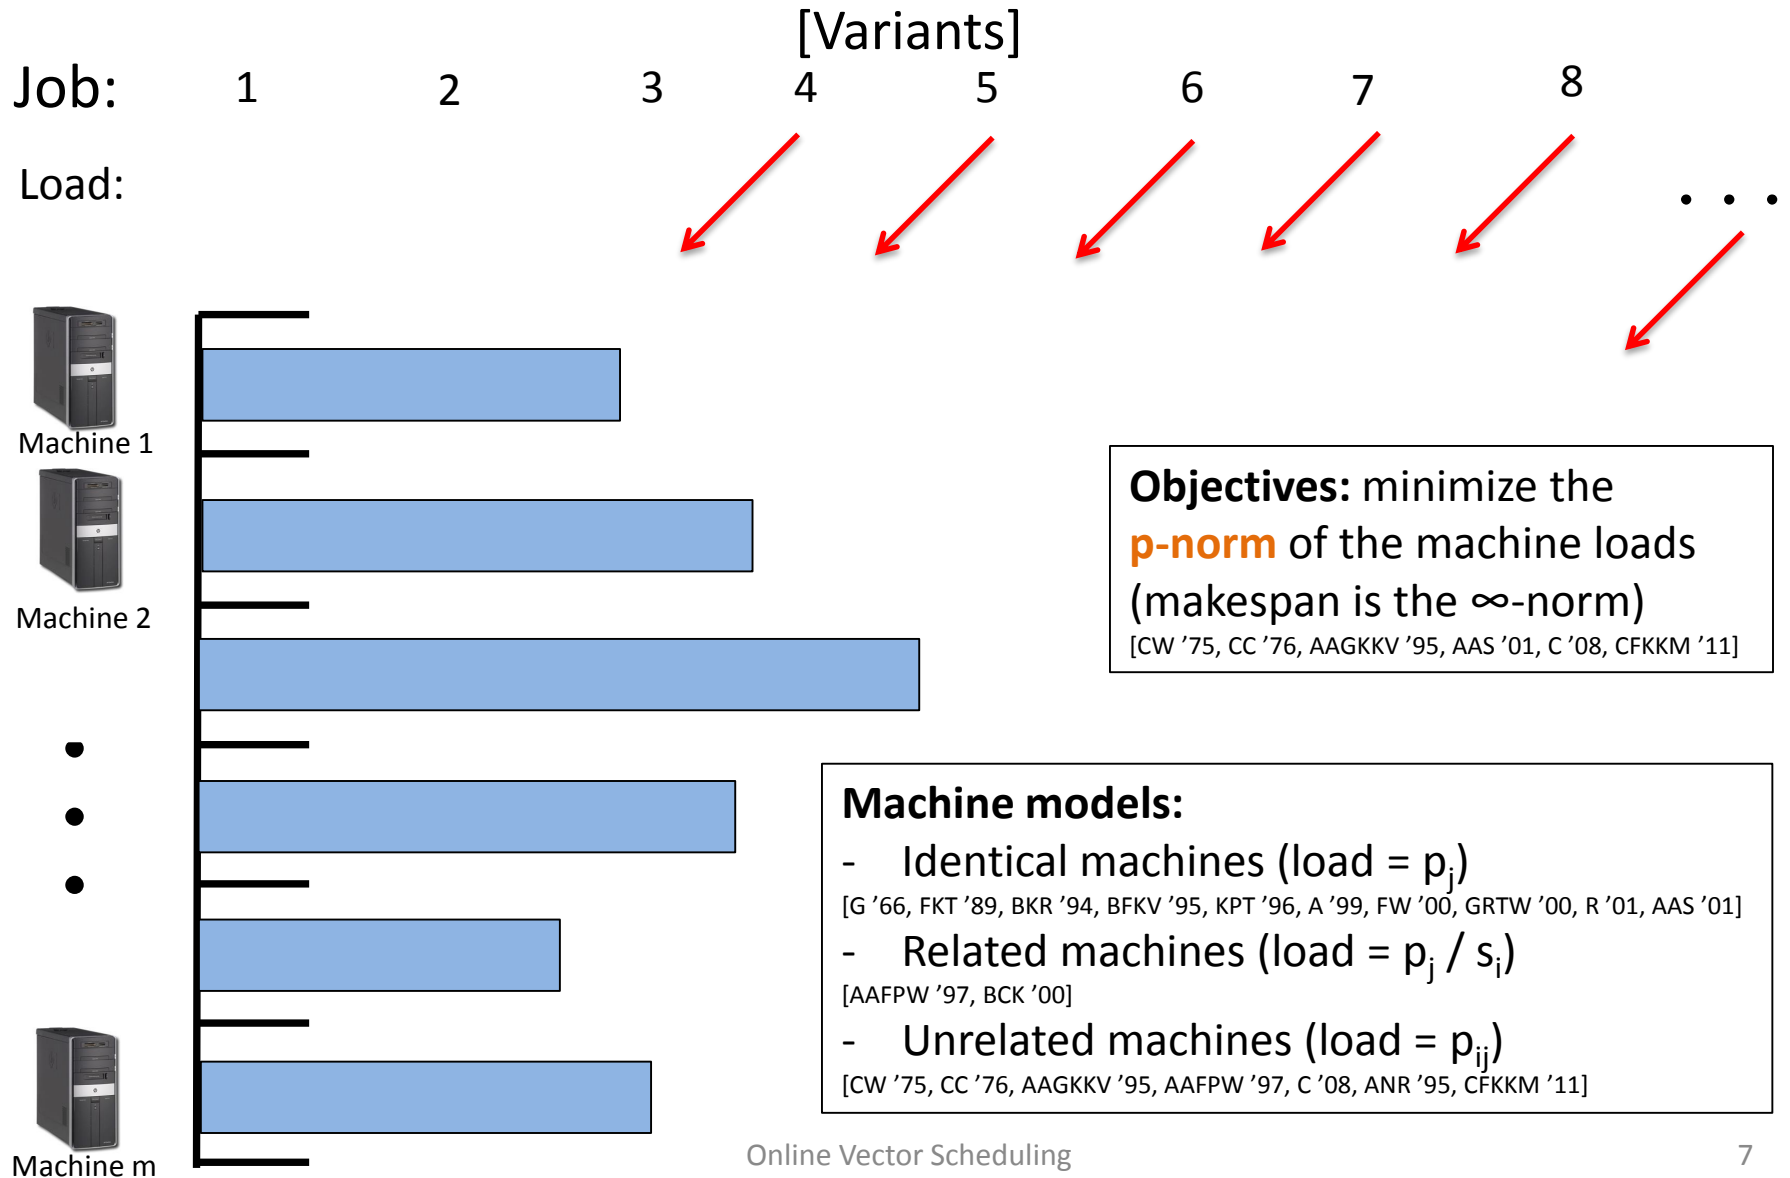 [Variants]
Job: 1 2 3 4 5 6 7 8
Load:
. . .
Machine 1
Machine 2
Objectives: minimize the
p-norm of the machine loads
(makespan is the ∞-norm)
[CW ’75, CC ’76, AAGKKV ’95, AAS ’01, C ’08, CFKKM ’11]
Machine models:
- Identical machines (load = pj)
[G ’66, FKT ’89, BKR ’94, BFKV ’95, KPT ’96, A ’99, FW ’00, GRTW ’00, R ’01, AAS ’01]
- Related machines (load = pj / si)
[AAFPW ’97, BCK ’00]
- Unrelated machines (load = pij)
[CW ’75, CC ’76, AAGKKV ’95, AAFPW ’97, C ’08, ANR ’95, CFKKM ’11]
Machine m
Online Vector Scheduling 7